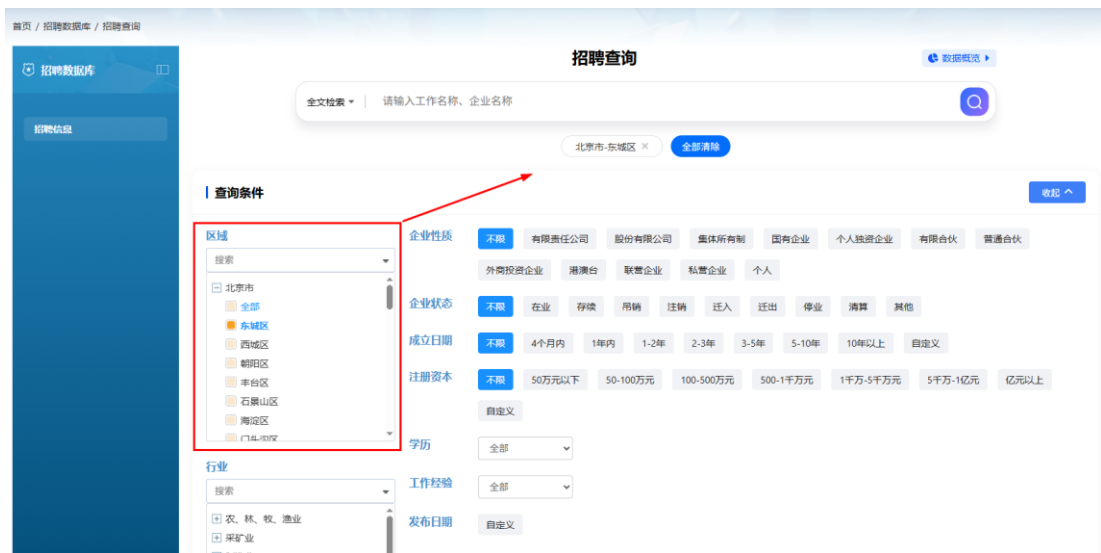 首页 / 招聘数据库 / 招聘查询
招聘数据库
招聘信息
招聘查询
数据概览
全文检索
请输入工作名称、企业名称
北京市-东城区 ×
全部清除
查询条件
收起
区域
搜索
北京市
全部
东城区
西城区
朝阳区
丰台区
石景山区
海淀区
门头沟区
行业
搜索
农、林、牧、渔业
采矿业
企业性质 不限 有限责任公司 股份有限公司 集体所有制 国有企业 个人独资企业 有限合伙 普通合伙
外商投资企业 港澳台 联营企业 私营企业 个人
企业状态 不限 在业 存续 吊销 注销 迁入 迁出 停业 清算 其他
成立日期 不限 4个月内 1年内 1-2年 2-3年 3-5年 5-10年 10年以上 自定义
注册资本 不限 50万元以下 50-100万元 100-500万元 500-1千万元 1千万-5千万元 5千万-1亿元 亿元以上
自定义
学历 全部
工作经验 全部
发布日期 自定义